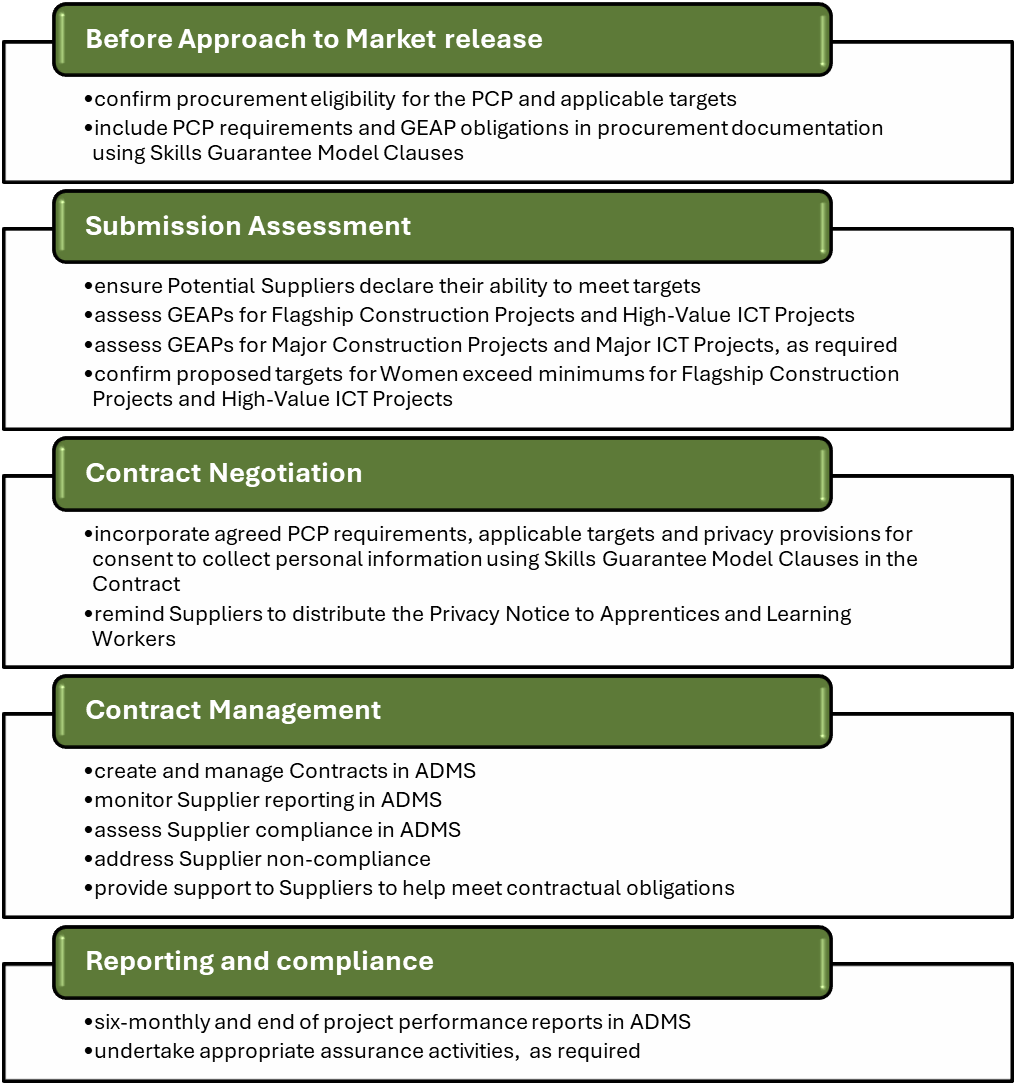 Before Approach to Market release
•confirm procurement eligibility for the PCP and applicable targets
•include PCP requirements and GEAP obligations in procurement documentation
using Skills Guarantee Model Clauses
Submission Assessment
•ensure Potential Suppliers declare their ability to meet targets
•assess GEAPs for Flagship Construction Projects and High-Value ICT Projects
•assess GEAPs for Major Construction Projects and Major ICT Projects, as required
•confirm proposed targets for Women exceed minimums for Flagship Construction
Projects and High-Value ICT Projects
Contract Negotiation
•incorporate agreed PCP requirements, applicable targets and privacy provisions for
consent to collect personal information using Skills Guarantee Model Clauses in the
Contract
•remind Suppliers to distribute the Privacy Notice to Apprentices and Learning
Workers
Contract Management
•create and manage Contracts in ADMS
•monitor Supplier reporting in ADMS
•assess Supplier compliance in ADMS
•address Supplier non-compliance
•provide support to Suppliers to help meet contractual obligations
Reporting and compliance
•six-monthly and end of project performance reports in ADMS
•undertake appropriate assurance activities, as required